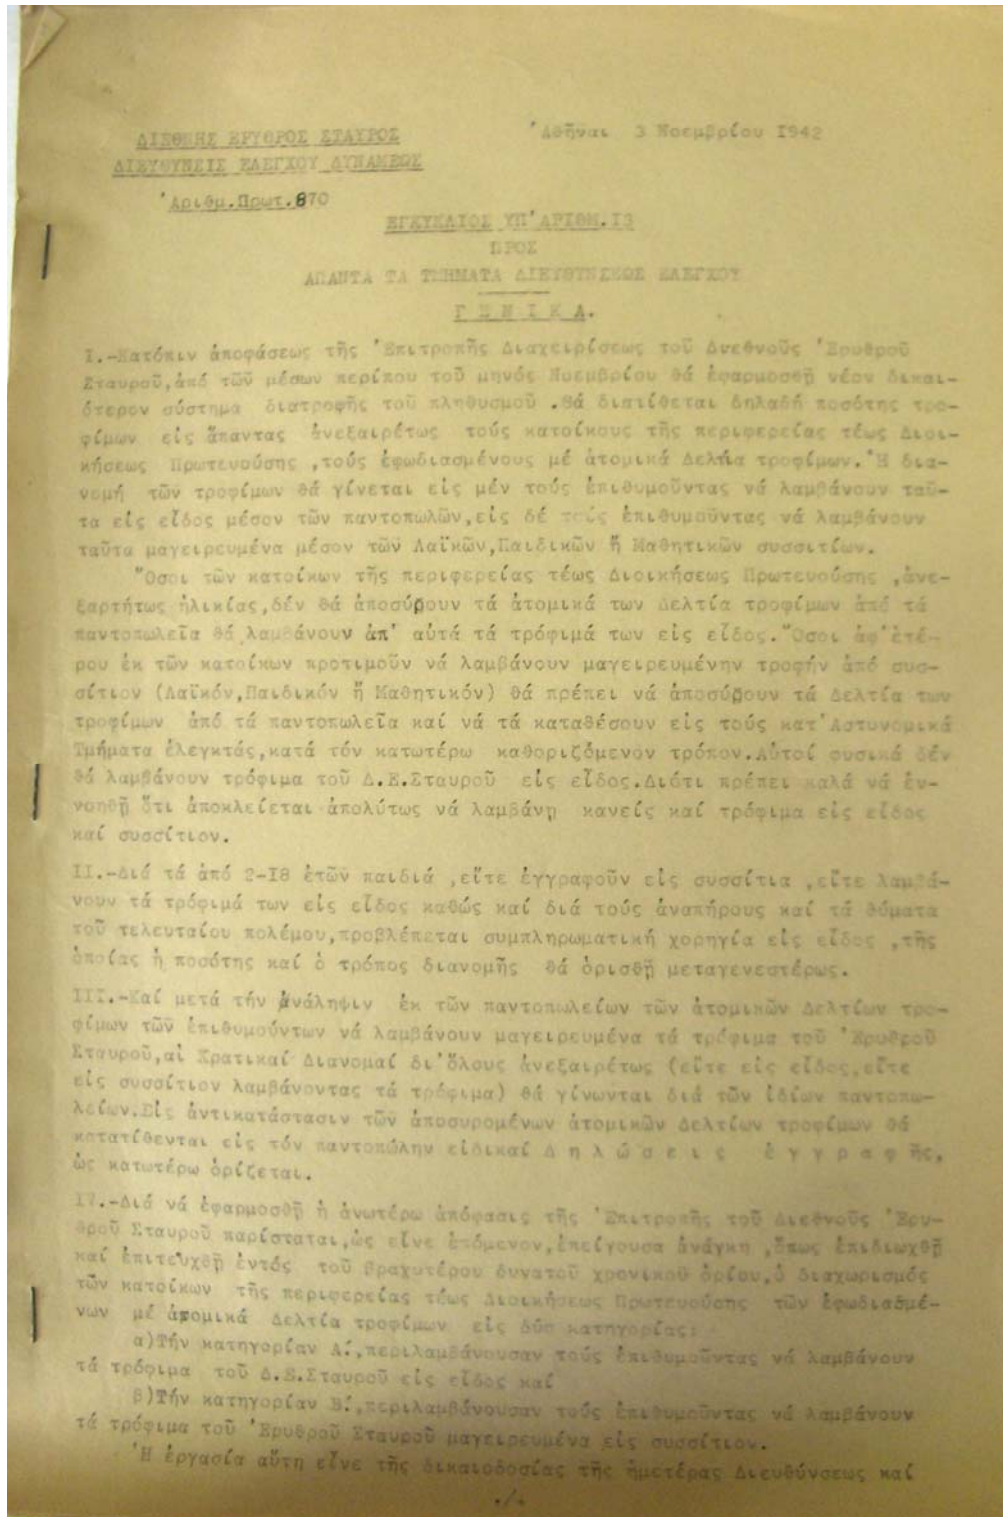 ΔΙΕΘΝΗΣ ΕΡΥΘΡΟΣ ΣΤΑΥΡΟΣ
ΔΙΕΥΘΥΝΣΙΣ ΕΛΕΓΧΟΥ ΔΥΝΑΜΕΩΣ
Ἀθῆναι 3 Νοεμβρίου 1942
Ἀριθμ.Πρωτ.870
ΕΓΚΥΚΛΙΟΣ ΥΠ' ΑΡΙΘΜ.13
ΠΡΟΣ
ΑΠΑΝΤΑ ΤΑ ΤΜΗΜΑΤΑ ΔΙΕΥΘΥΝΣΕΩΣ ΕΛΕΓΧΟΥ
Γ Ε Ν Ι Κ Α.
Ι.-Κατόπιν ἀποφάσεως τῆς Ἐπιτροπῆς Διαχειρίσεως τοῦ Διεθνοῦς Ἐρυθροῦ
Σταυροῦ,ἀπό τῶν μέσων περίπου τοῦ μηνός Νοεμβρίου θά ἐφαρμοσθῇ νέον δικαι-
ότερον σύστημα διατροφῆς τοῦ πληθυσμοῦ .Θά διατίθεται δηλαδή ποσότης τρο-
φίμων εἰς ἅπαντας ἀνεξαιρέτως τούς κατοίκους τῆς περιφερείας τέως Διοι-
κήσεως Πρωτευούσης ,τούς ἐφωδιασμένους μέ ἀτομικά Δελτία τροφίμων.Ἡ δια-
νομή τῶν τροφίμων θά γίνεται εἰς μέν τούς ἐπιθυμοῦντας νά λαμβάνουν ταῦ-
τα εἰς εἶδος μέσον τῶν παντοπωλῶν,εἰς δέ τούς ἐπιθυμοῦντας νά λαμβάνουν
ταῦτα μαγειρευμένα μέσον τῶν Λαϊκῶν,Παιδικῶν ἤ Μαθητικῶν συσσιτίων.
Ὅσοι τῶν κατοίκων τῆς περιφερείας τέως Διοικήσεως Πρωτευούσης ,ἀνε-
ξαρτήτως ἡλικίας,δέν θά ἀποσύρουν τά ἀτομικά των Δελτία τροφίμων ἀπό τά
παντοπωλεῖα θά λαμβάνουν ἀπ' αὐτά τά τρόφιμά των εἰς εἶδος.Ὅσοι ἀφ'ἑτέ-
ρου ἐκ τῶν κατοίκων προτιμοῦν νά λαμβάνουν μαγειρευμένην τροφήν ἀπό συσ-
σίτιον (Λαϊκόν,Παιδικόν ἤ Μαθητικόν) θά πρέπει νά ἀποσύρουν τά Δελτία των
τροφίμων ἀπό τά παντοπωλεῖα καί νά τά καταθέσουν εἰς τούς κατ'Αστυνομικά
Τμήματα ἐλεγκτάς,κατά τόν κατωτέρω καθοριζόμενον τρόπον.Αὐτοί φυσικά δέν
θά λαμβάνουν τρόφιμα τοῦ Δ.Ε.Σταυροῦ εἰς εἶδος.Διότι πρέπει καλά νά ἐν-
νοηθῇ ὅτι ἀποκλείεται ἀπολύτως νά λαμβάνῃ κανείς καί τρόφιμα εἰς εἶδος
καί συσσίτιον.
ΙΙ.-Διά τά ἀπό 2-18 ἐτῶν παιδιά ,εἴτε ἐγγραφοῦν εἰς συσσίτια ,εἴτε λαμβά-
νουν τά τρόφιμά των εἰς εἶδος καθώς καί διά τούς ἀναπήρους καί τά θύματα
τοῦ τελευταίου πολέμου,προβλέπεται συμπληρωματική χορηγία εἰς εἶδος ,τῆς
ὁποίας ἡ ποσότης καί ὁ τρόπος διανομῆς θά ὁρισθῇ μεταγενεστέρως.
ΙΙΙ.-Καί μετά τήν ἀνάληψιν ἐκ τῶν παντοπωλείων τῶν ἀτομικῶν Δελτίων τρο-
φίμων τῶν ἐπιθυμούντων νά λαμβάνουν μαγειρευμένα τά τρόφιμα τοῦ Ἐρυθροῦ
Σταυροῦ,αἱ Κρατικαί Διανομαί δι'ὅλους ἀνεξαιρέτως (εἴτε εἰς εἶδος,εἴτε
εἰς συσσίτιον λαμβάνοντας τά τρόφιμα) θά γίνωνται διά τῶν ἰδίων παντοπω-
λείων.Εἰς ἀντικατάστασιν τῶν ἀποσυρομένων ἀτομικῶν Δελτίων τροφίμων θά
κατατίθενται εἰς τόν παντοπώλην εἰδικαί Δ η λ ώ σ ε ι ς ἐ γ γ ρ α φ ῆ ς,
ὡς κατωτέρω ὁρίζεται.
ΙV.-Διά νά ἐφαρμοσθῇ ἡ ἀνωτέρω ἀπόφασις τῆς Ἐπιτροπῆς τοῦ Διεθνοῦς Ἐρυ-
θροῦ Σταυροῦ παρίσταται,ὡς εἶνε ἑπόμενον,ἐπείγουσα ἀνάγκη ,ὅπως ἐπιδιωχθῇ
καί ἐπιτευχθῇ ἐντός τοῦ βραχυτέρου δυνατοῦ χρονικοῦ ὁρίου,ὁ διαχωρισμός
τῶν κατοίκων τῆς περιφερείας τέως Διοικήσεως Πρωτευούσης τῶν ἐφωδιασμέ-
νων μέ ἀτομικά Δελτία τροφίμων εἰς δύο κατηγορίας:
α)Τήν κατηγορίαν Α΄.,περιλαμβάνουσαν τούς ἐπιθυμοῦντας νά λαμβάνουν
τά τρόφιμα τοῦ Δ.Ε.Σταυροῦ εἰς εἶδος καί
β)Τήν κατηγορίαν Β΄.,περιλαμβάνουσαν τούς ἐπιθυμοῦντας νά λαμβάνουν
τά τρόφιμα τοῦ Ἐρυθροῦ Σταυροῦ μαγειρευμένα εἰς συσσίτιον.
Ἡ ἐργασία αὕτη εἶνε τῆς δικαιοδοσίας τῆς ἡμετέρας Διευθύνσεως καί
./.